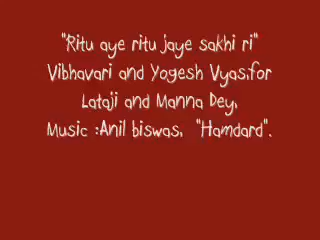 "Ritu aye ritu jaye sakhi ri"
Vibhavari and Yogesh Vyas,for
Lataji and Manna Dey,
Music :Anil biswas, "Hamdard".